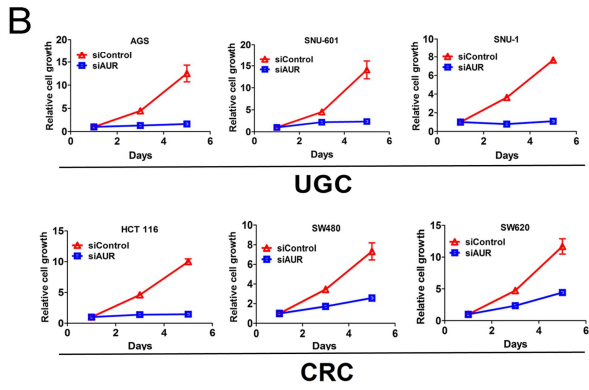 B
AGS
Relative cell growth
20
15
10
5
0
siControl
siAUR
0 2 4 6
Days
SNU-601
Relative cell growth
20
15
10
5
0
siControl
siAUR
0 2 4 6
Days
SNU-1
Relative cell growth
10
8
6
4
2
0
siControl
siAUR
0 2 4 6
Days
UGC
HCT 116
Relative cell growth
15
10
5
0
siControl
siAUR
0 2 4 6
Days
SW480
Relative cell growth
10
8
6
4
2
0
siControl
siAUR
0 2 4 6
Days
SW620
Relative cell growth
15
10
5
0
siControl
siAUR
0 2 4 6
Days
CRC